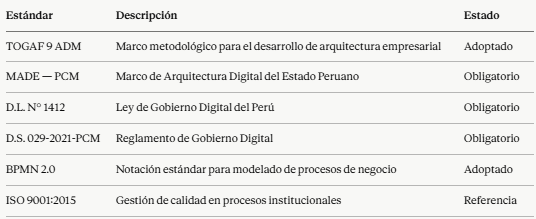 Estándar Descripción Estado
TOGAF 9 ADM Marco metodológico para el desarrollo de arquitectura empresarial Adoptado
MADE — PCM Marco de Arquitectura Digital del Estado Peruano Obligatorio
D.L. N° 1412 Ley de Gobierno Digital del Perú Obligatorio
D.S. 029-2021-PCM Reglamento de Gobierno Digital Obligatorio
BPMN 2.0 Notación estándar para modelado de procesos de negocio Adoptado
ISO 9001:2015 Gestión de calidad en procesos institucionales Referencia